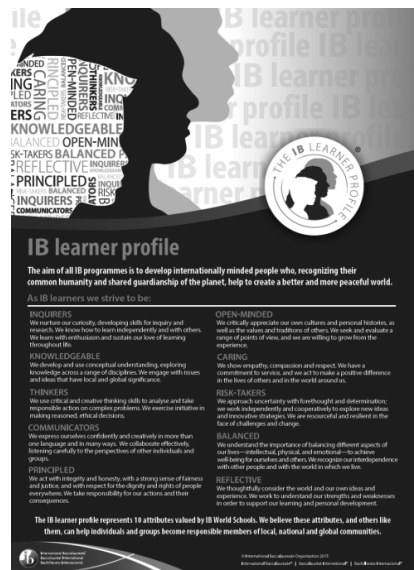 THE IB LEARNER PROFILE
IB learner profile
The aim of all IB programmes is to develop internationally minded people who, recognizing their
common humanity and shared guardianship of the planet, help to create a better and more peaceful world.
As IB learners we strive to be:
INQUIRERS
We nurture our curiosity, developing skills for inquiry and
research. We know how to learn independently and with others.
We learn with enthusiasm and sustain our love of learning
throughout life.
KNOWLEDGEABLE
We develop and use conceptual understanding, exploring
knowledge across a range of disciplines. We engage with issues
and ideas that have local and global significance.
THINKERS
We use critical and creative thinking skills to analyse and take
responsible action on complex problems. We exercise initiative in
making reasoned, ethical decisions.
COMMUNICATORS
We express ourselves confidently and creatively in more than
one language and in many ways. We collaborate effectively,
listening carefully to the perspectives of other individuals and
groups.
PRINCIPLED
We act with integrity and honesty, with a strong sense of fairness
and justice, and with respect for the dignity and rights of people
everywhere. We take responsibility for our actions and their
consequences.
OPEN-MINDED
We critically appreciate our own cultures and personal histories, as
well as the values and traditions of others. We seek and evaluate a
range of points of view, and we are willing to grow from the
experience.
CARING
We show empathy, compassion and respect. We have a
commitment to service, and we act to make a positive difference
in the lives of others and in the world around us.
RISK-TAKERS
We approach uncertainty with forethought and determination;
we work independently and cooperatively to explore new ideas
and innovative strategies. We are resourceful and resilient in the
face of challenges and change.
BALANCED
We understand the importance of balancing different aspects of
our lives—intellectual, physical, and emotional—to achieve
well-being for ourselves and others. We recognize our interdependence
with other people and with the world in which we live.
REFLECTIVE
We thoughtfully consider the world and our own ideas and
experience. We work to understand our strengths and weaknesses
in order to support our learning and personal development.
The IB learner profile represents 10 attributes valued by IB World Schools. We believe these attributes, and others like
them, can help individuals and groups become responsible members of local, national and global communities.
International Baccalaureate®
Baccalauréat International
Bachillerato Internacional
© International Baccalaureate Organization 2013
International Baccalaureate® | Baccalauréat International® | Bachillerato Internacional®